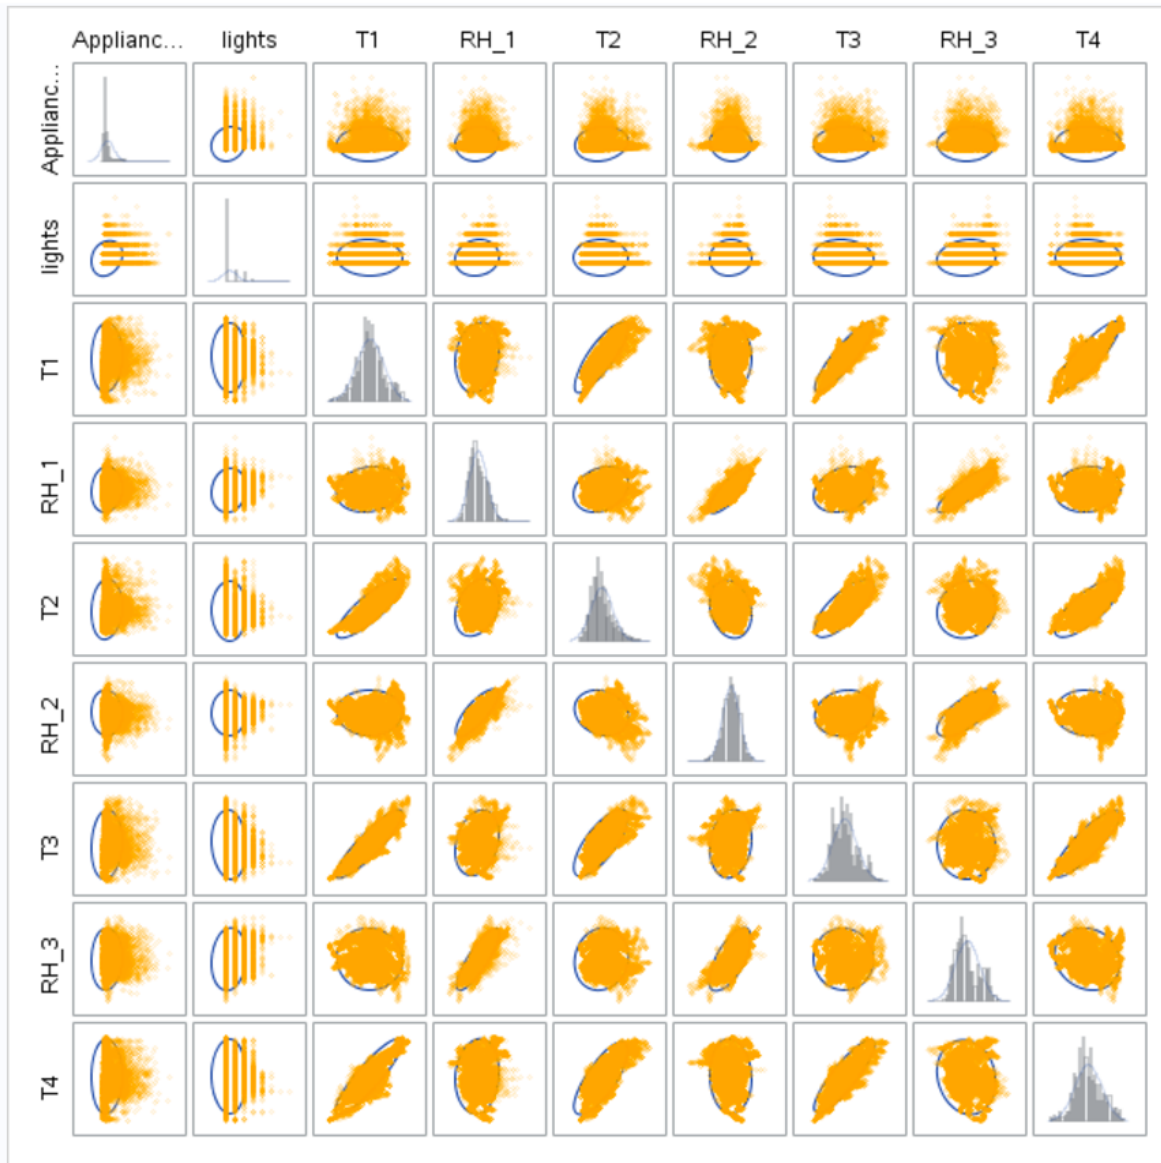 Applianc... lights T1 RH_1 T2 RH_2 T3 RH_3 T4
Applianc...
lights
T1
RH_1
T2
RH_2
T3
RH_3
T4